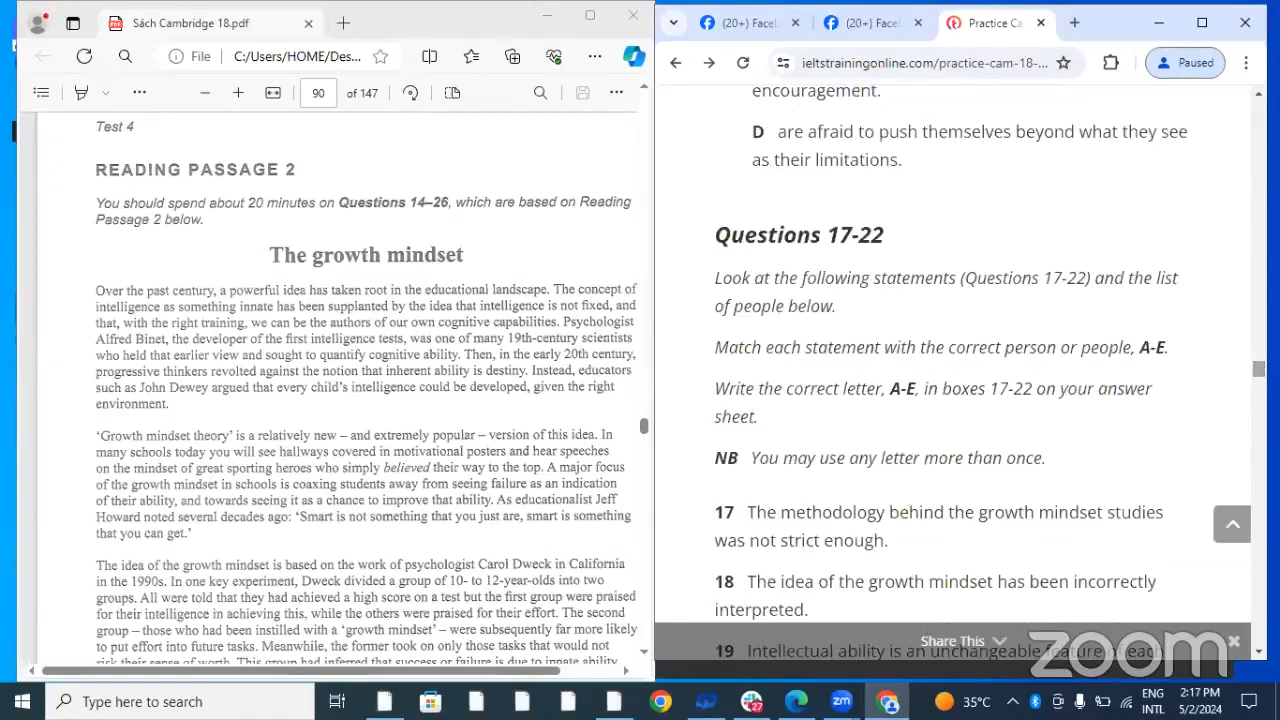 Sách Cambridge 18.pdf
(20+) Facel
(20+) Facel
Practice Ca
File
C:/Users/HOME/Des...
ieltstrainingonline.com/practice-cam-18-...
Paused
90
of 147
Test 4
READING PASSAGE 2
You should spend about 20 minutes on Questions 14–26, which are based on Reading
Passage 2 below.
The growth mindset
Over the past century, a powerful idea has taken root in the educational landscape. The concept of
intelligence as something innate has been supplanted by the idea that intelligence is not fixed, and
that, with the right training, we can be the authors of our own cognitive capabilities. Psychologist
Alfred Binet, the developer of the first intelligence tests, was one of many 19th-century scientists
who held that earlier view and sought to quantify cognitive ability. Then, in the early 20th century,
progressive thinkers revolted against the notion that inherent ability is destiny. Instead, educators
such as John Dewey argued that every child's intelligence could be developed, given the right
environment.
'Growth mindset theory' is a relatively new – and extremely popular – version of this idea. In
many schools today you will see hallways covered in motivational posters and hear speeches
on the mindset of great sporting heroes who simply believed their way to the top. A major focus
of the growth mindset in schools is coaxing students away from seeing failure as an indication
of their ability, and towards seeing it as a chance to improve that ability. As educationalist Jeff
Howard noted several decades ago: 'Smart is not something that you just are, smart is something
that you can get.'
The idea of the growth mindset is based on the work of psychologist Carol Dweck in California
in the 1990s. In one key experiment, Dweck divided a group of 10- to 12-year-olds into two
groups. All were told that they had achieved a high score on a test but the first group were praised
for their intelligence in achieving this, while the others were praised for their effort. The second
group – those who had been instilled with a 'growth mindset' – were subsequently far more likely
to put effort into future tasks. Meanwhile, the former took on only those tasks that would not
risk their sense of worth. This group had inferred that success or failure is due to innate ability
encouragement.
D are afraid to push themselves beyond what they see
as their limitations.
Questions 17-22
Look at the following statements (Questions 17-22) and the list
of people below.
Match each statement with the correct person or people, A-E.
Write the correct letter, A-E, in boxes 17-22 on your answer
sheet.
NB You may use any letter more than once.
17 The methodology behind the growth mindset studies
was not strict enough.
18 The idea of the growth mindset has been incorrectly
interpreted.
19 Intellectual ability is an unchangeable feature of each
Share This
zoom
Type here to search
27
zm
35°C
ENG
INTL
2:17 PM
5/2/2024